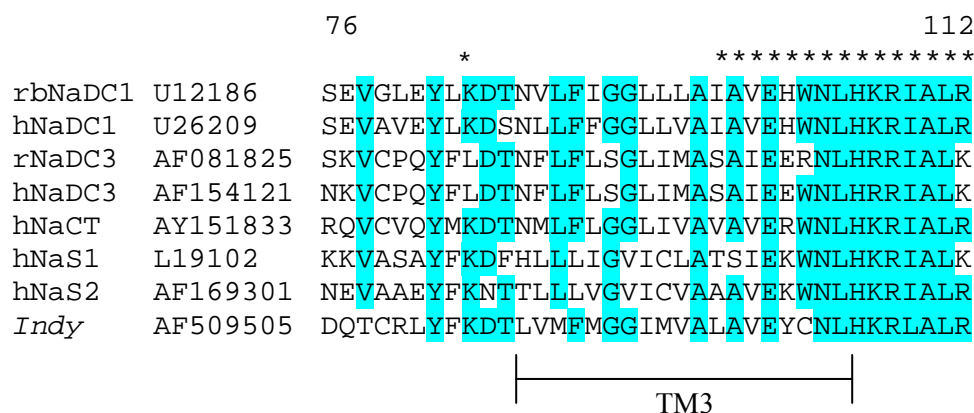 76 112
* ***************
rbNaDC1 U12186 SEVGLEYLKDTNVLFIGGLLLAIAVEHWNLHKRIALR
hNaDC1 U26209 SEVAVEYLKDSNLLFFGGLLVAIAVEHWNLHKRIALR
rNaDC3 AF081825 SKVCPQYFLDTNFLFLSGLIMASAIEERNLHRRIALK
hNaDC3 AF154121 NKVCPQYFLDTNFLFLSGLIMASAIEEWNLHRRIALK
hNaCT AY151833 RQVCVQYMKDTNMLFLGGLIVAVAVERWNLHKRIALR
hNaS1 L19102 KKVASAYFKDFHLLLIGVICLATSIEKWNLHKRIALK
hNaS2 AF169301 NEVAAEYFKNTTLLLVGVICVAAAVEKWNLHKRIALR
Indy AF509505 DQTCRLYFKDTLVMFMGGIMVALAVEYCNLHKRLALR
TM3